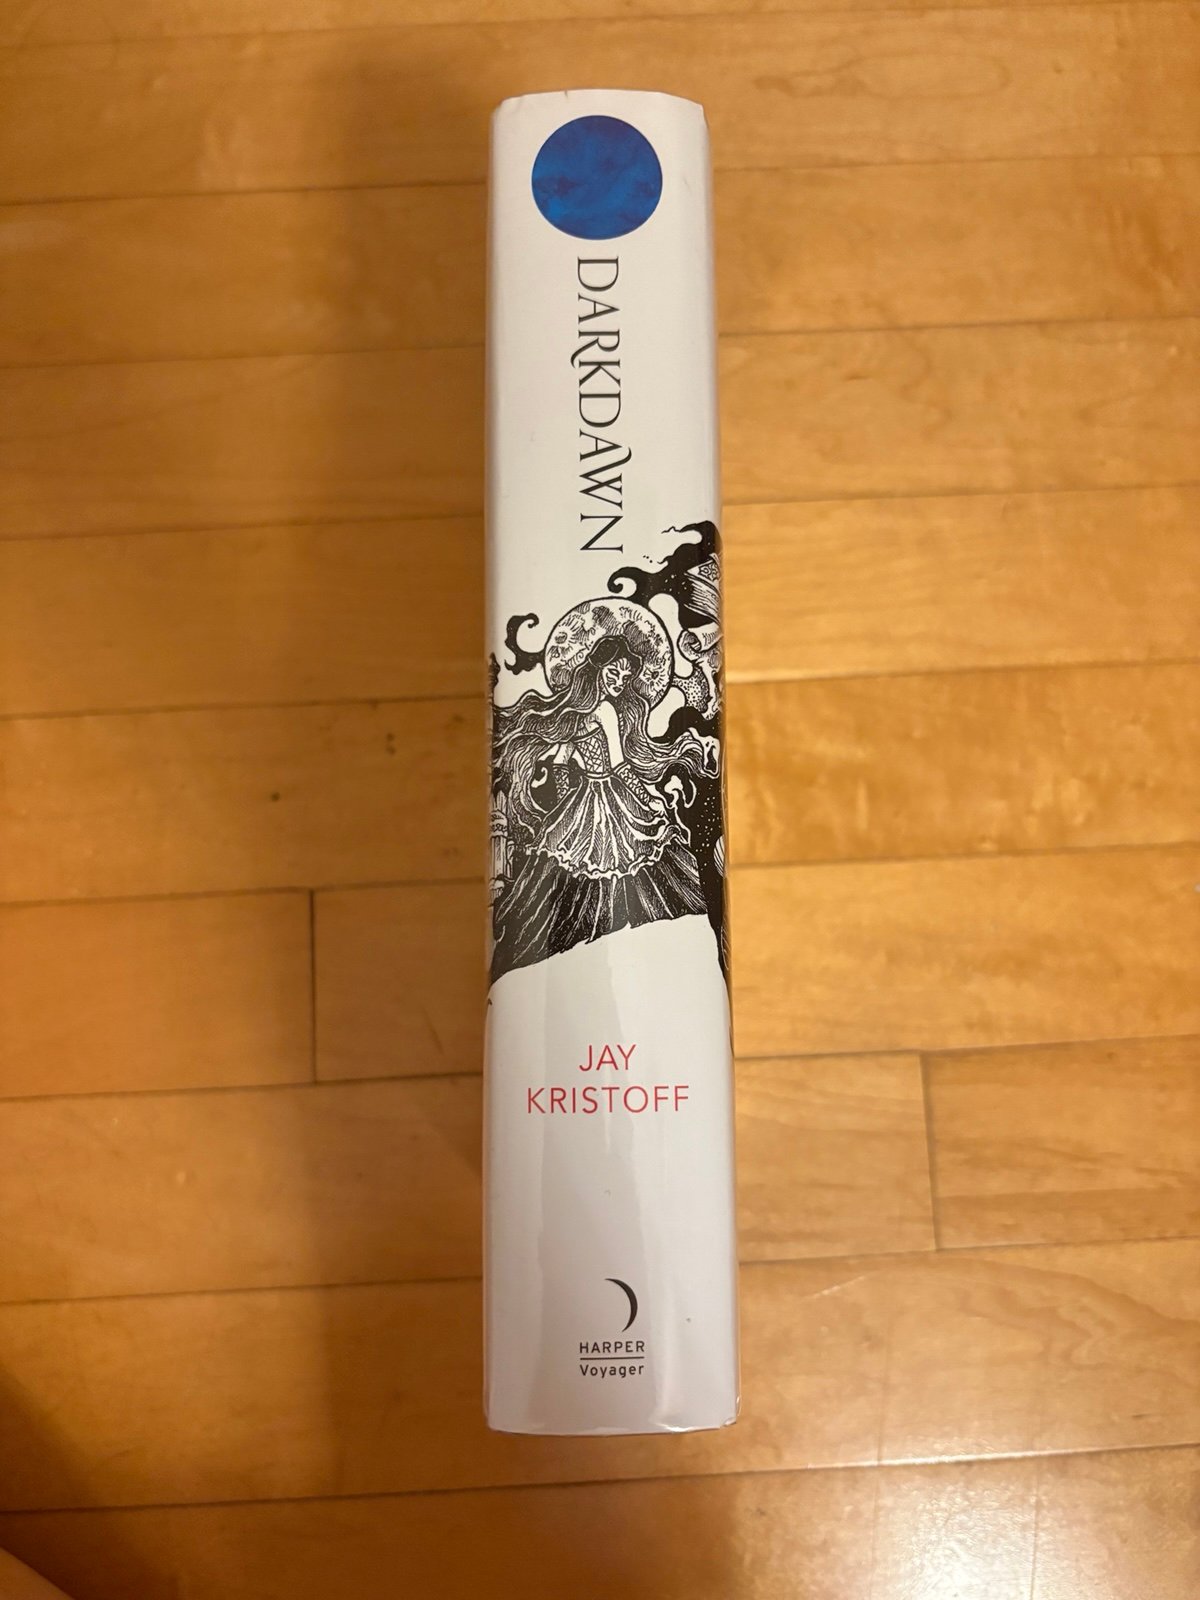 DARKDAWN
JAY
KRISTOFF
HARPER
Voyager